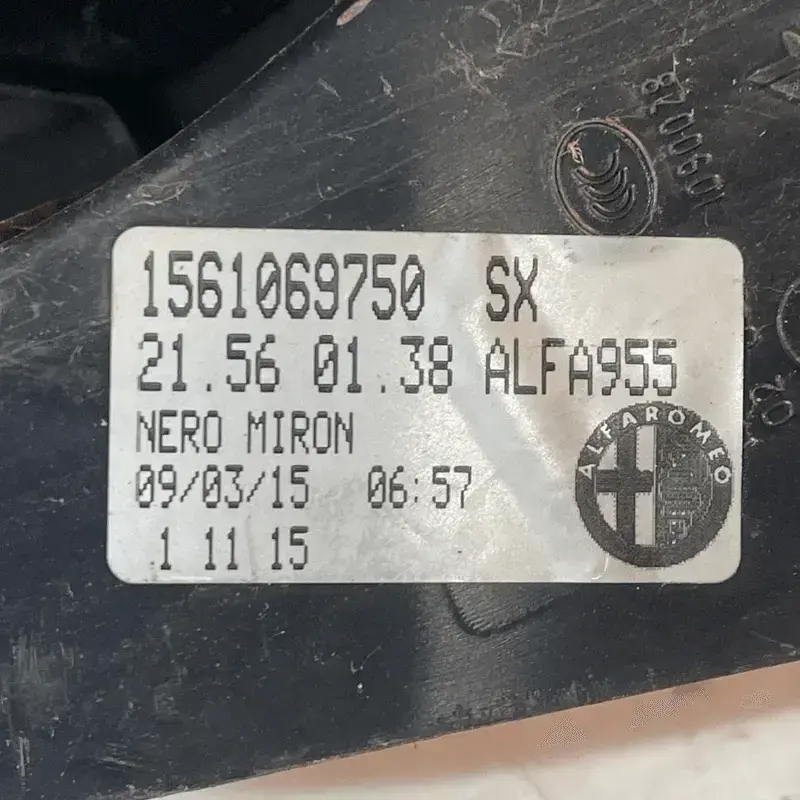 1561069750 SX
21.56 01.38 ALFA955
NERO MIRON
09/03/15 06:57
1 11 15
ALFA ROMEO